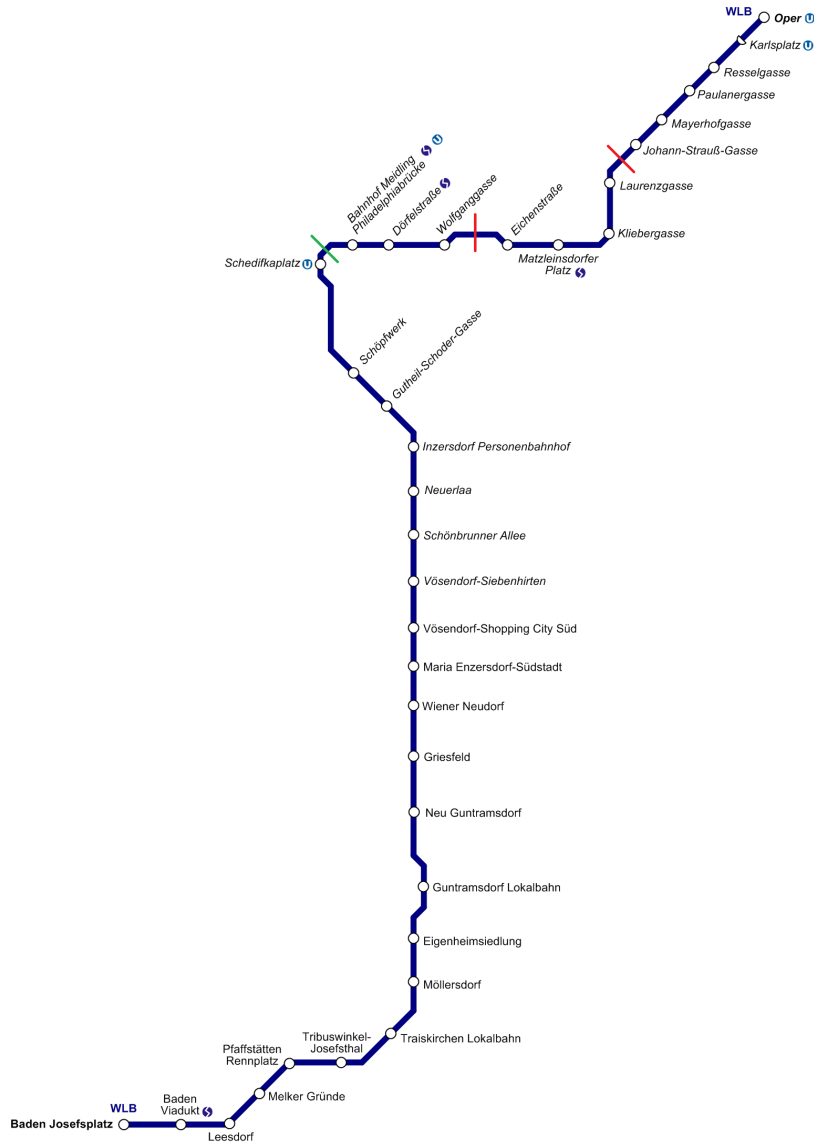 WLB
Oper U
Karlsplatz U
Resselgasse
Paulanergasse
Mayerhofgasse
Johann-Strauß-Gasse
Laurenzgasse
Kliebergasse
Matzleinsdorfer
Platz S
Eichenstraße
Wolfganggasse
Dörfelstraße S
Bahnhof Meidling S U
Philadelphiabrücke
Schedifkaplatz U
Schöpfwerk
Gutheil-Schoder-Gasse
Inzersdorf Personenbahnhof
Neuerlaa
Schönbrunner Allee
Vösendorf-Siebenhirten
Vösendorf-Shopping City Süd
Maria Enzersdorf-Südstadt
Wiener Neudorf
Griesfeld
Neu Guntramsdorf
Guntramsdorf Lokalbahn
Eigenheimsiedlung
Möllersdorf
Traiskirchen Lokalbahn
Tribuswinkel-
Josefsthal
Pfaffstätten
Rennplatz
Melker Gründe
Leesdorf
Baden
Viadukt S
WLB
Baden Josefsplatz